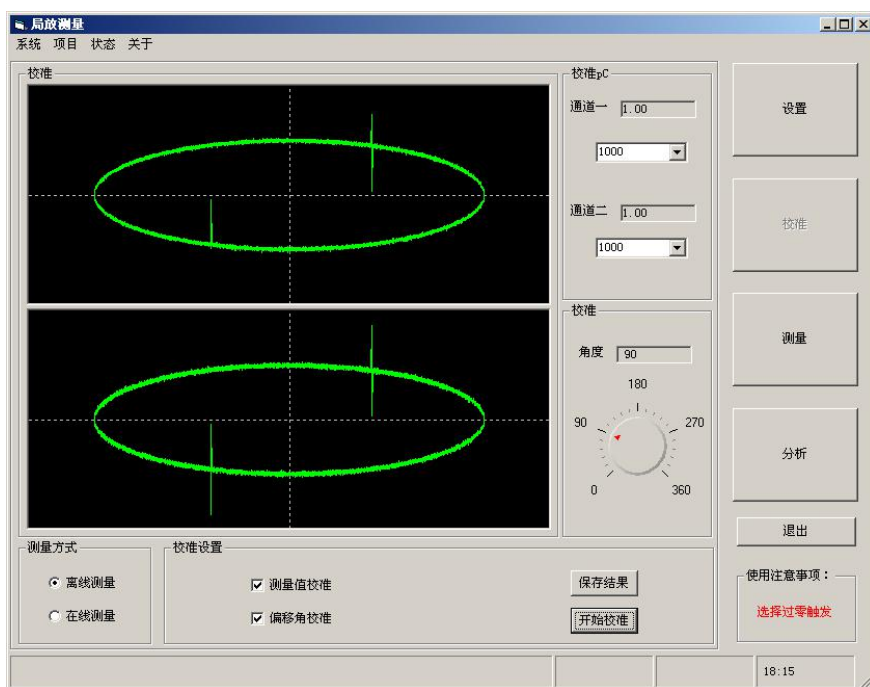 局放测量
系统 项目 状态 关于
校准
校准pC
通道一 1.00
1000
通道二 1.00
1000
校准
角度 90
180
90
270
0
360
测量方式
离线测量
在线测量
校准设置
测量值校准
偏移角校准
保存结果
开始校准
设置
校准
测量
分析
退出
使用注意事项：
选择过零触发
18:15